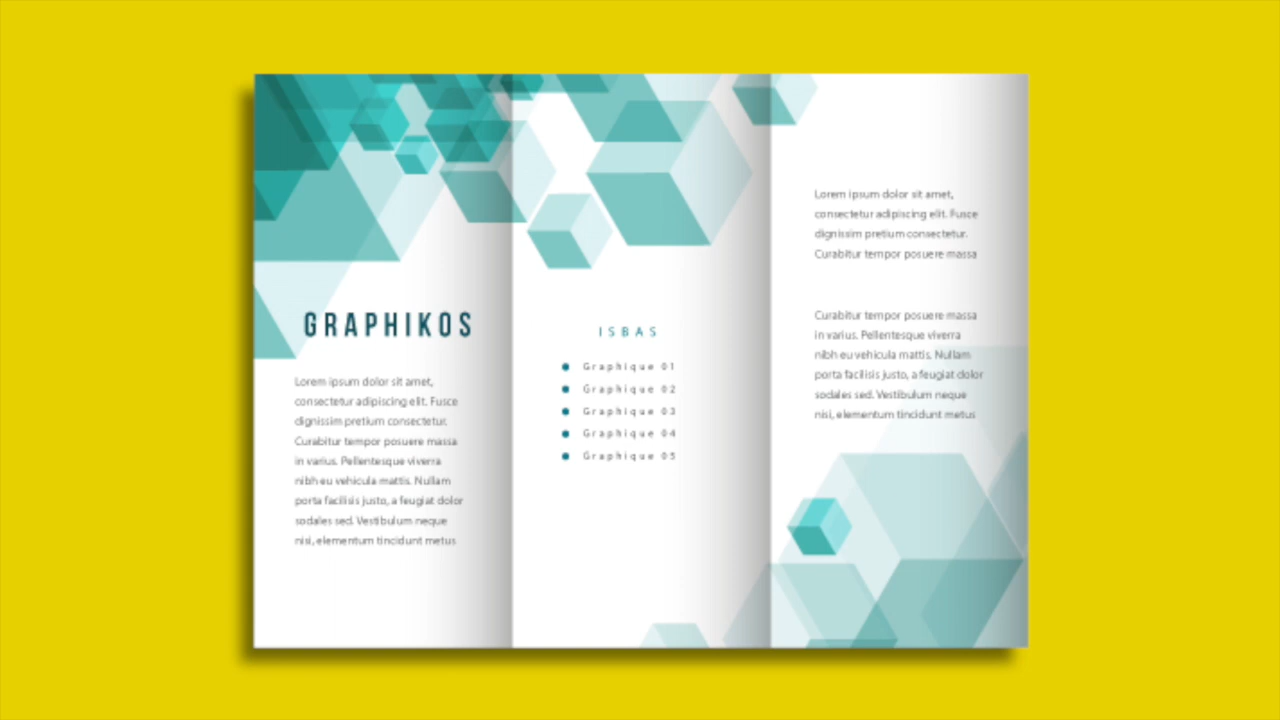 GRAPHIKOS
Lorem ipsum dolor sit amet,
consectetur adipiscing elit. Fusce
dignissim pretium consectetur.
Curabitur tempor posuere massa
in varius. Pellentesque viverra
nibh eu vehicula mattis. Nullam
porta facilisis justo, a feugiat dolor
sodales sed. Vestibulum neque
nisi, elementum tincidunt metus
ISBAS
Graphique 01
Graphique 02
Graphique 03
Graphique 04
Graphique 05
Lorem ipsum dolor sit amet,
consectetur adipiscing elit. Fusce
dignissim pretium consectetur.
Curabitur tempor posuere massa
Curabitur tempor posuere massa
in varius. Pellentesque viverra
nibh eu vehicula mattis. Nullam
porta facilisis justo, a feugiat dolor
sodales sed. Vestibulum neque
nisi, elementum tincidunt metus